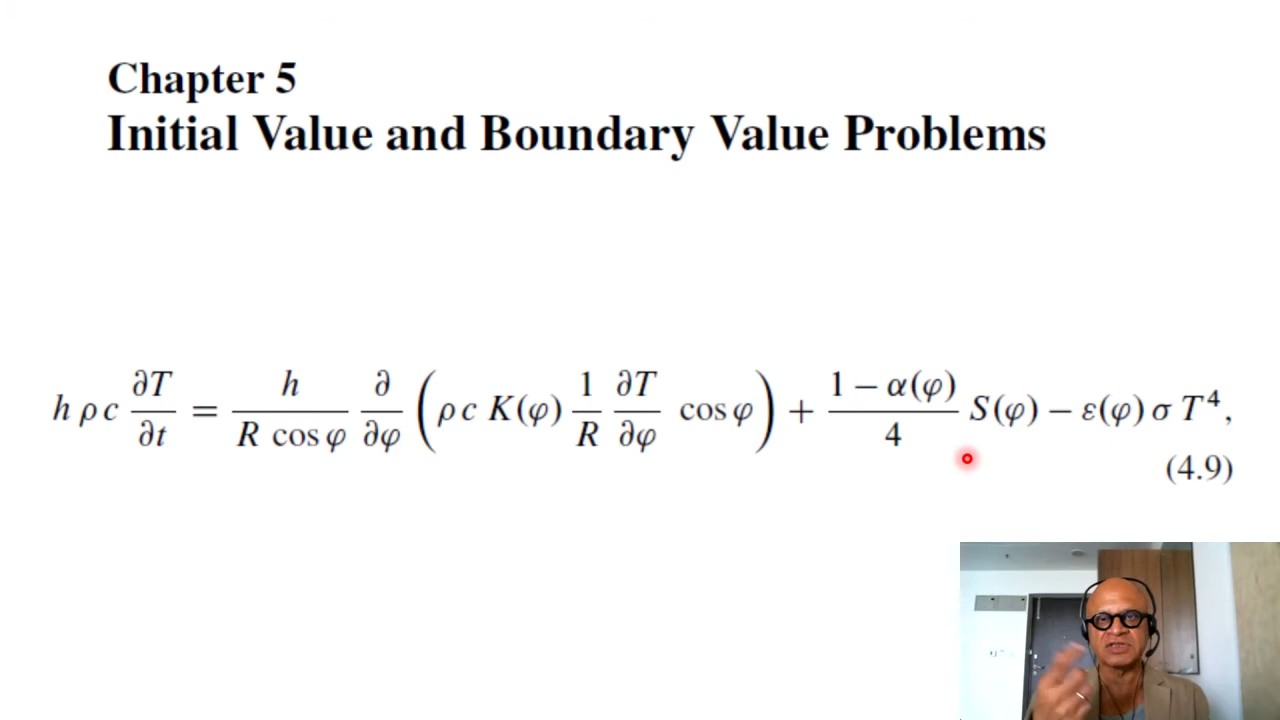 Chapter 5
Initial Value and Boundary Value Problems
h ρ c ∂T/∂t = h/(R cos φ) ∂/∂φ (ρ c K(φ) 1/R ∂T/∂φ cos φ) + (1 − α(φ))/4 S(φ) − ε(φ) σ T⁴,
(4.9)